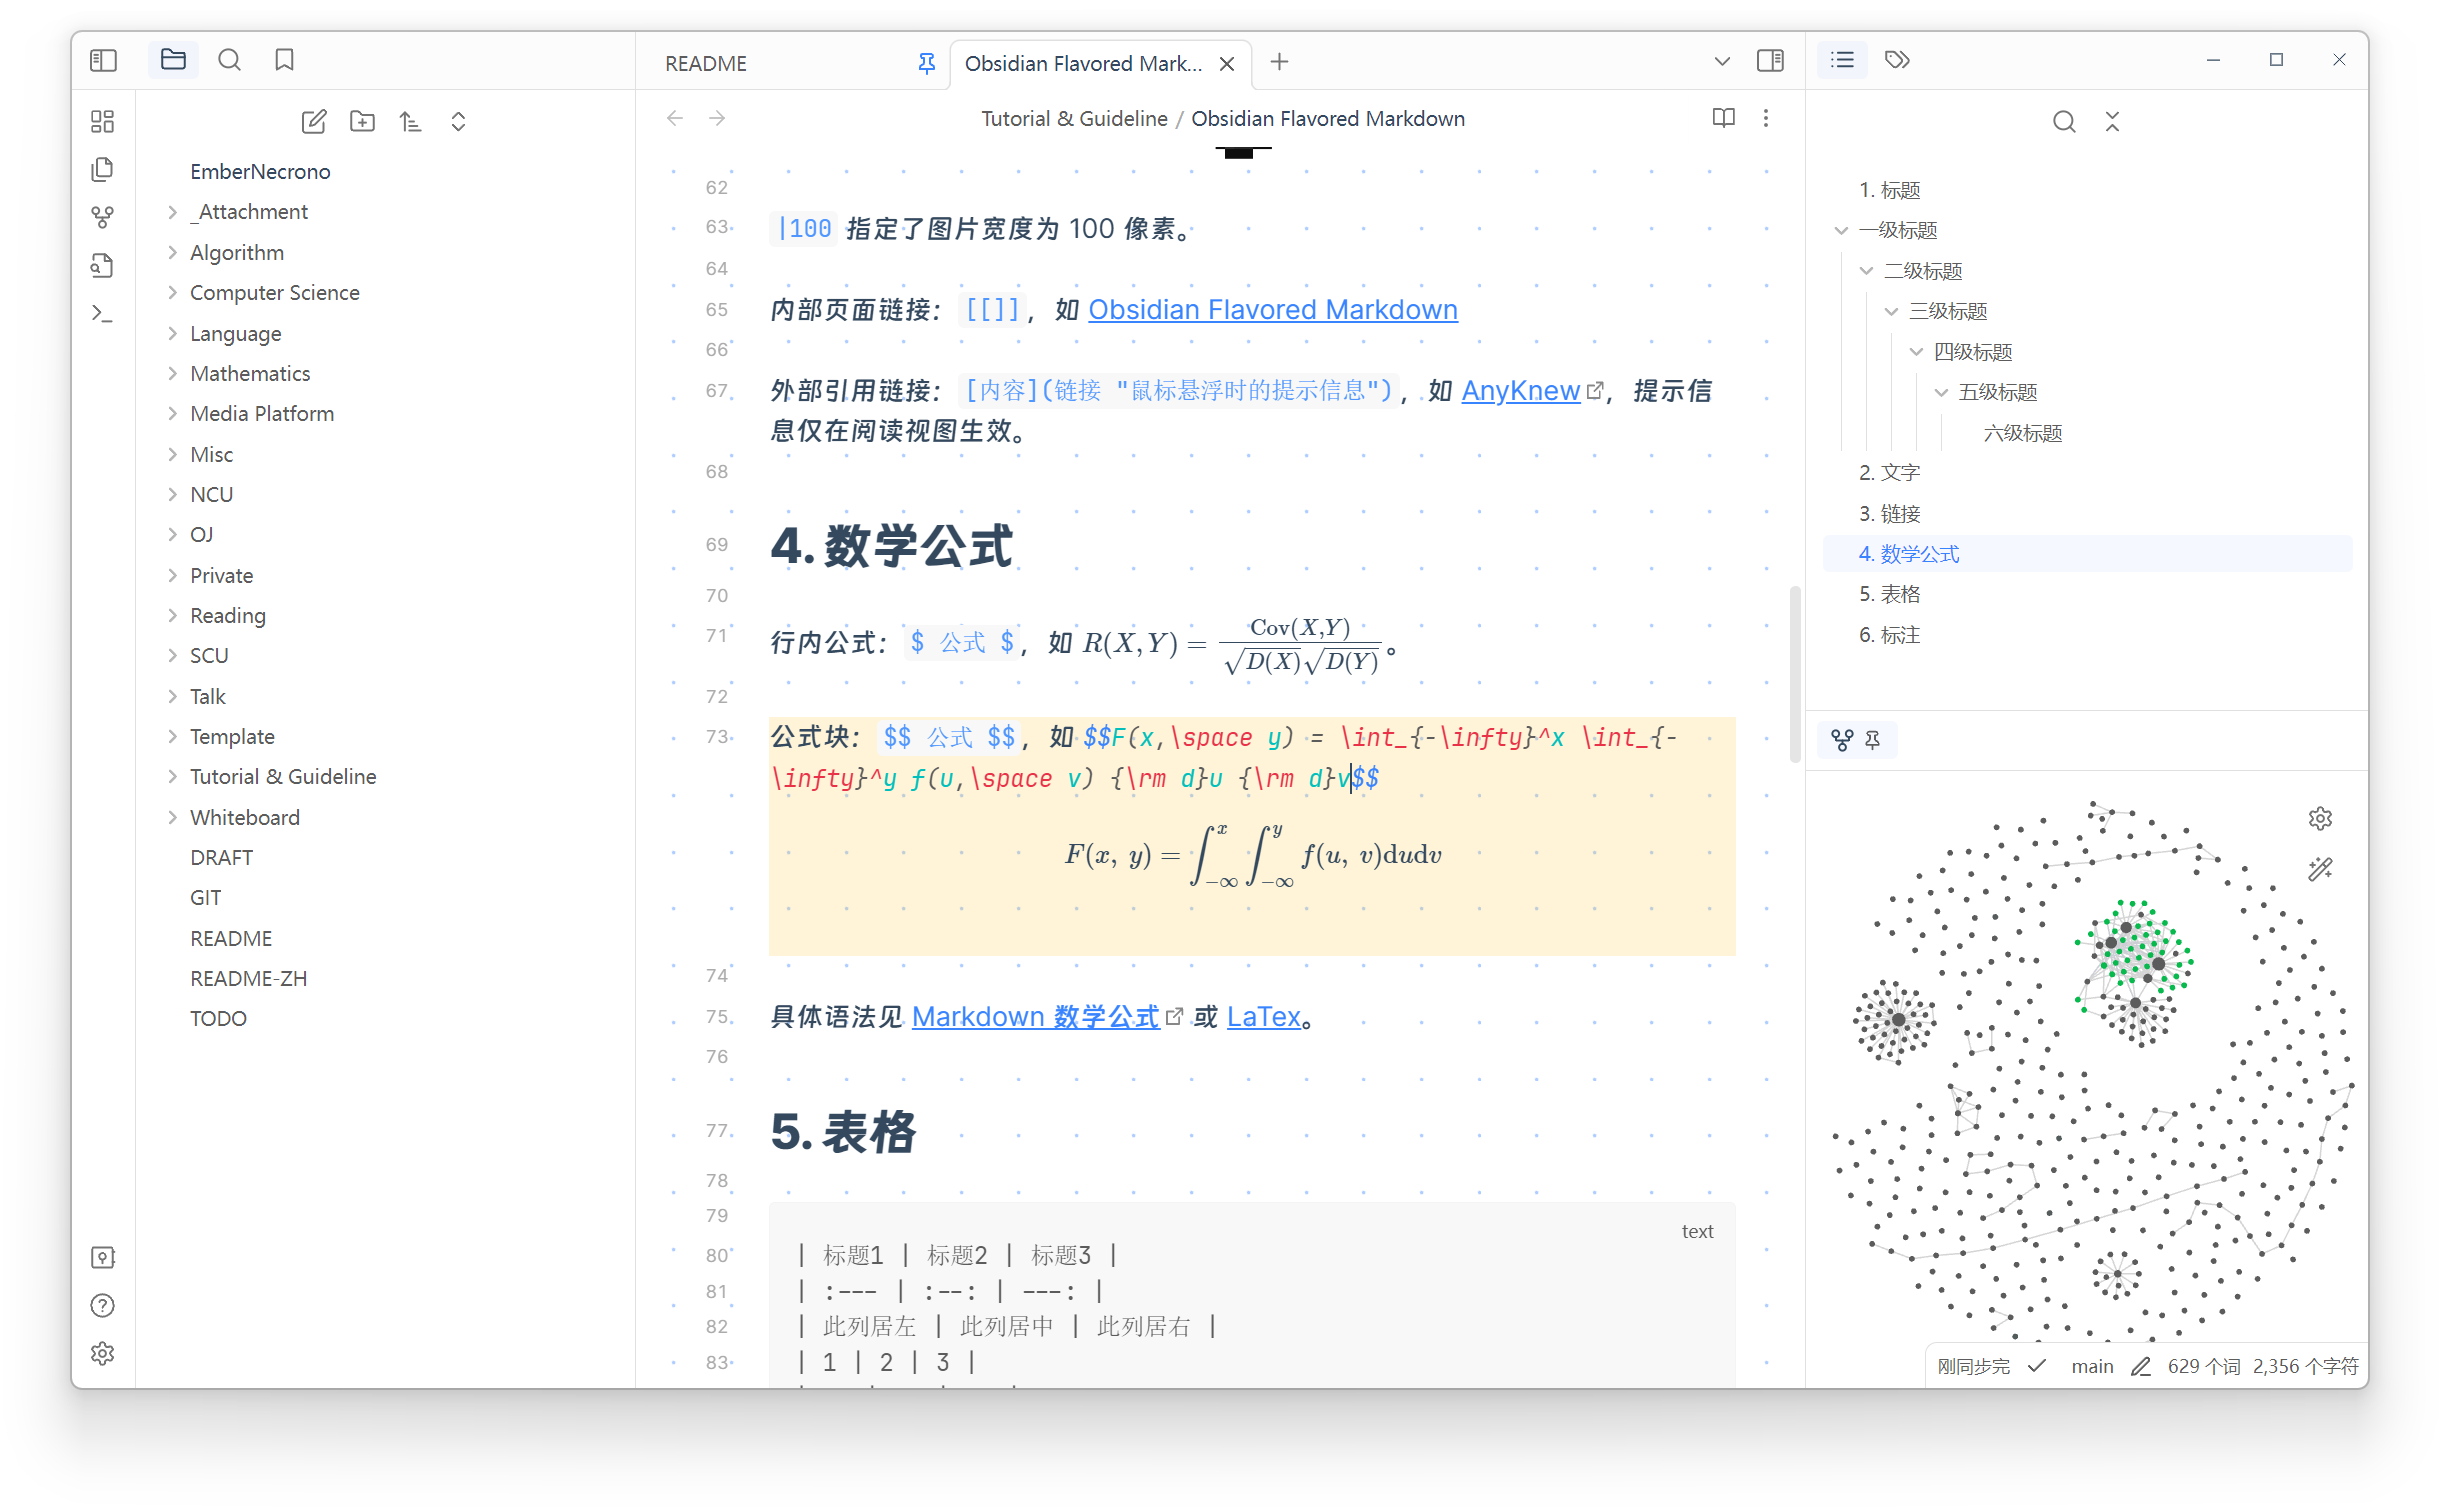 README
Obsidian Flavored Mark...
EmberNecrono
_Attachment
Algorithm
Computer Science
Language
Mathematics
Media Platform
Misc
NCU
OJ
Private
Reading
SCU
Talk
Template
Tutorial & Guideline
Whiteboard
DRAFT
GIT
README
README-ZH
TODO
Tutorial & Guideline / Obsidian Flavored Markdown
62
63 |100 指定了图片宽度为 100 像素。
64
65 内部页面链接： [[]]， 如 Obsidian Flavored Markdown
66
67 外部引用链接： [内容](链接 "鼠标悬浮时的提示信息")， 如 AnyKnew， 提示信
息仅在阅读视图生效。
68
69 4. 数学公式
70
71 行内公式： $ 公式 $， 如 R(X, Y) = Cov(X,Y) / √D(X)√D(Y) 。
72
73 公式块： $$ 公式 $$， 如 $$F(x,\space y) = \int_{-\infty}^x \int_{-
\infty}^y f(u,\space v) {\rm d}u {\rm d}v$$
F(x, y) = ∫_{−∞}^x ∫_{−∞}^y f(u, v)dudv
74
75 具体语法见 Markdown 数学公式 或 LaTex。
76
77 5. 表格
78
79
text
80 | 标题1 | 标题2 | 标题3 |
81 | :--- | :--: | ---: |
82 | 此列居左 | 此列居中 | 此列居右 |
83 | 1 | 2 | 3 |
1. 标题
一级标题
二级标题
三级标题
四级标题
五级标题
六级标题
2. 文字
3. 链接
4. 数学公式
5. 表格
6. 标注
刚同步完 main 629 个词 2,356 个字符